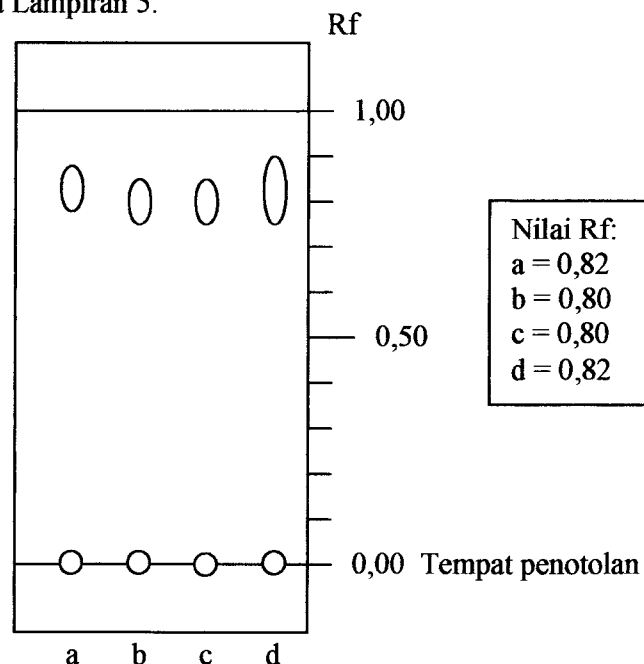 Lampiran 5.
Rf
1,00
0,50
0,00 Tempat penotolan
a b c d
Nilai Rf:
a = 0,82
b = 0,80
c = 0,80
d = 0,82